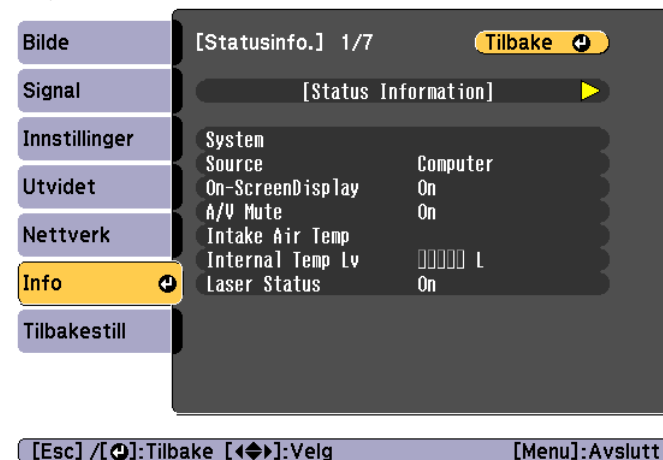 Bilde
Signal
Innstillinger
Utvidet
Nettverk
Info
Tilbakestill
[Statusinfo.] 1/7
Tilbake
[Status Information]
System
Source Computer
On-ScreenDisplay On
A/V Mute On
Intake Air Temp
Internal Temp Lv L
Laser Status On
[Esc] /[ ]:Tilbake [ ]:Velg [Menu]:Avslutt